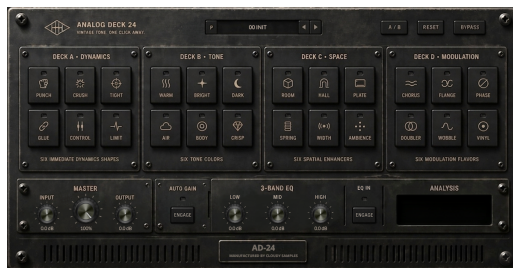 ANALOG DECK 24
VINTAGE TONE, ONE CLICK AWAY.
P
00 INIT
A / B
RESET
BYPASS
DECK A • DYNAMICS
PUNCH
CRUSH
TIGHT
GLUE
CONTROL
LIMIT
SIX IMMEDIATE DYNAMICS SHAPES
DECK B • TONE
WARM
BRIGHT
DARK
AIR
BODY
CRISP
SIX TONE COLORS
DECK C • SPACE
ROOM
HALL
PLATE
SPRING
WIDTH
AMBIENCE
SIX SPATIAL ENHANCERS
DECK D • MODULATION
CHORUS
FLANGE
PHASE
DOUBLER
WOBBLE
VINYL
SIX MODULATION FLAVORS
MASTER
INPUT
OUTPUT
0.0 dB
100%
0.0 dB
AUTO GAIN
ENGAGE
3-BAND EQ
LOW
MID
HIGH
0.0 dB
0.0 dB
0.0 dB
EQ IN
ENGAGE
ANALYSIS
AD-24
MANUFACTURED BY CLOUDY SAMPLES